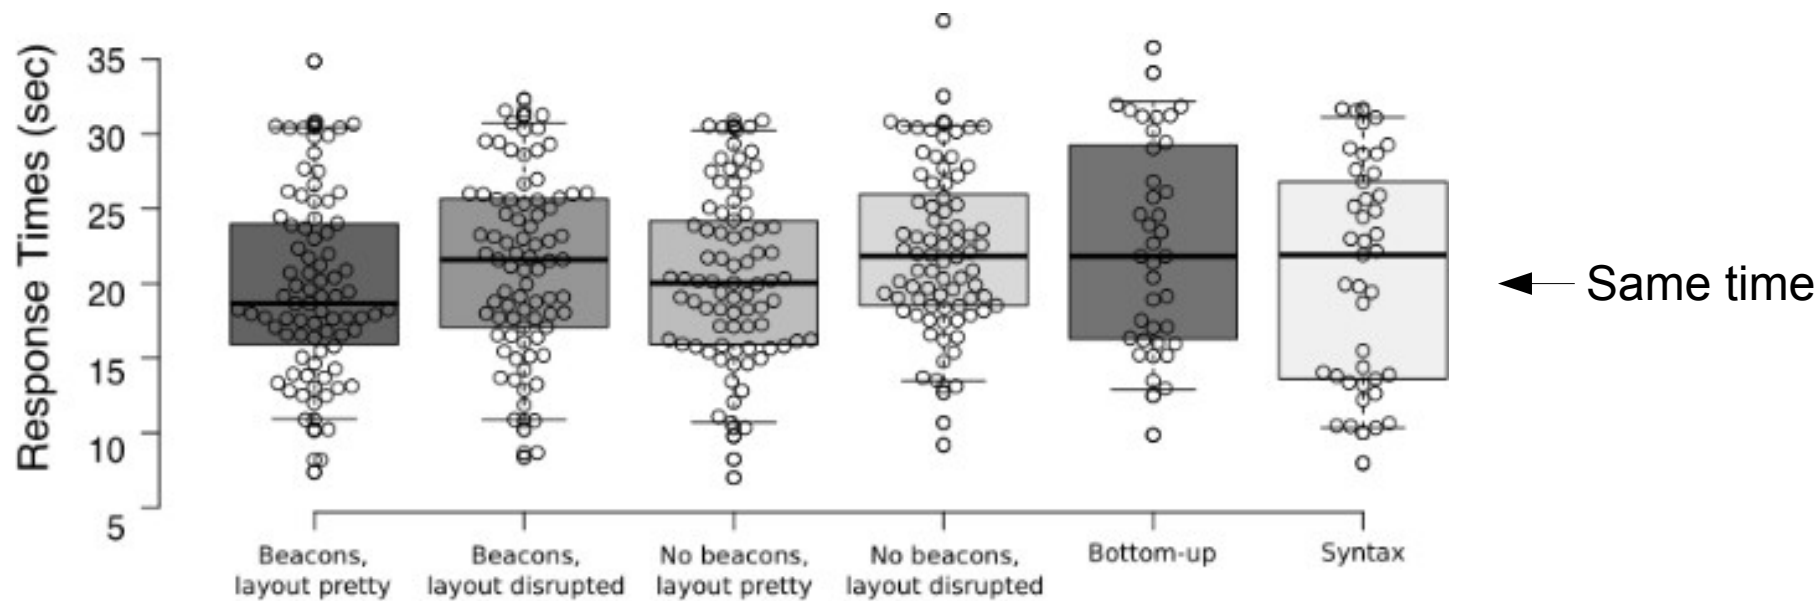 Response Times (sec)
35
30
25
20
15
10
5
Same time
Beacons,
layout pretty
Beacons,
layout disrupted
No beacons,
layout pretty
No beacons,
layout disrupted
Bottom-up
Syntax